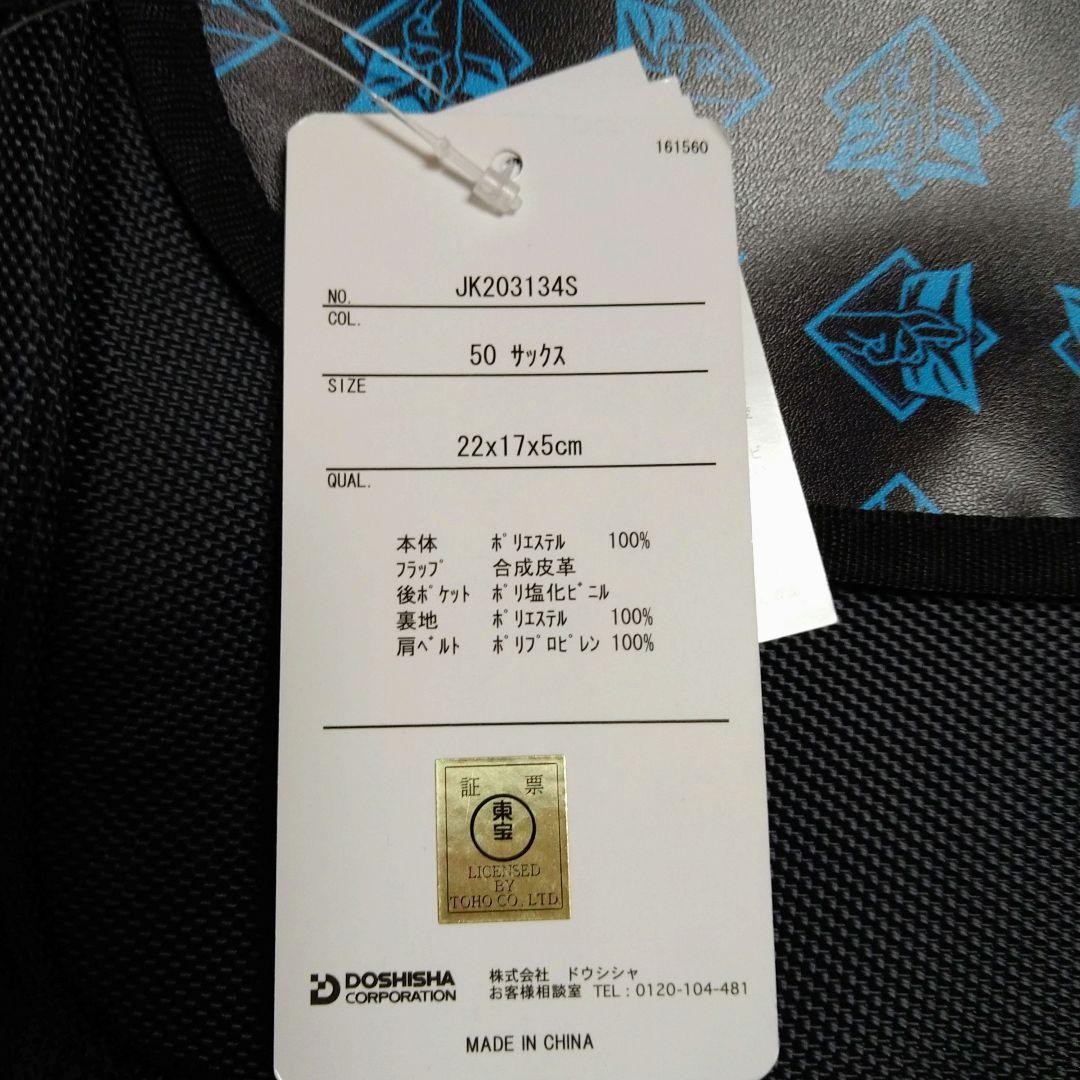 161560
NO. JK203134S
COL.
50 ｻｯｸｽ
SIZE
22x17x5cm
QUAL.
本体 ﾎﾟﾘｴｽﾃﾙ 100%
ﾌﾗｯﾌﾟ 合成皮革
後ﾎﾟｹｯﾄ ﾎﾟﾘ塩化ﾋﾞﾆﾙ
裏地 ﾎﾟﾘｴｽﾃﾙ 100%
肩ﾍﾞﾙﾄ ﾎﾟﾘﾌﾟﾛﾋﾟﾚﾝ 100%
証 票
東宝
LICENSED
BY
TOHO CO., LTD.
DOSHISHA
CORPORATION
株式会社 ドウシシャ
お客様相談室 TEL：0120-104-481
MADE IN CHINA